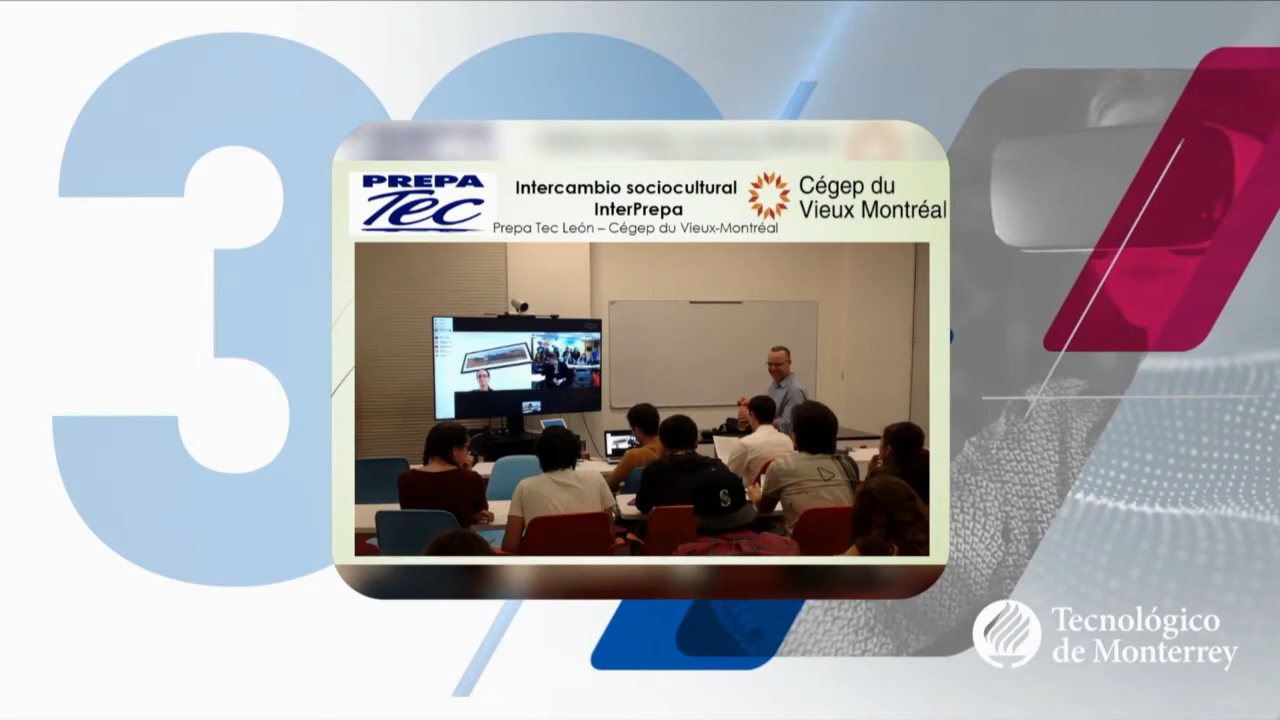 3
PREPA
Tec
Intercambio sociocultural
InterPrepa
Prepa Tec León – Cégep du Vieux-Montréal
Cégep du
Vieux Montréal
S
Tecnológico
de Monterrey